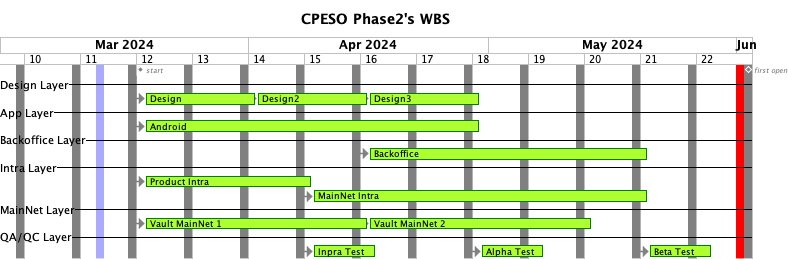 CPESO Phase2's WBS
Mar 2024 Apr 2024 May 2024 Jun
10 11 12 13 14 15 16 17 18 19 20 21 22
start first open
Design Layer
Design Design2 Design3
App Layer
Android
Backoffice Layer
Backoffice
Intra Layer
Product Intra
MainNet Intra
MainNet Layer
Vault MainNet 1 Vault MainNet 2
QA/QC Layer
Inpra Test Alpha Test Beta Test